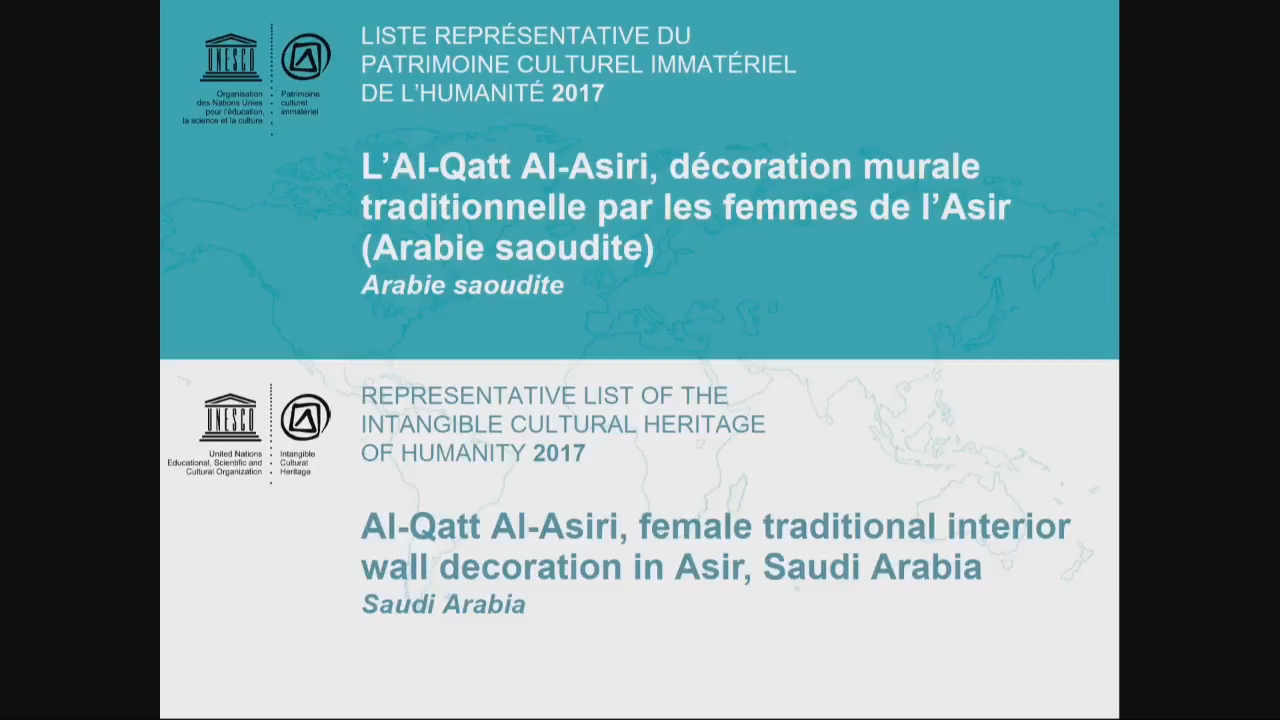 LISTE REPRÉSENTATIVE DU
PATRIMOINE CULTUREL IMMATÉRIEL
DE L’HUMANITÉ 2017
UNESCO
Organisation
des Nations Unies
pour l'éducation,
la science et la culture
Patrimoine
culturel
immatériel
L’Al-Qatt Al-Asiri, décoration murale
traditionnelle par les femmes de l’Asir
(Arabie saoudite)
Arabie saoudite
REPRESENTATIVE LIST OF THE
INTANGIBLE CULTURAL HERITAGE
OF HUMANITY 2017
UNESCO
United Nations
Educational, Scientific and
Cultural Organization
Intangible
Cultural
Heritage
Al-Qatt Al-Asiri, female traditional interior
wall decoration in Asir, Saudi Arabia
Saudi Arabia